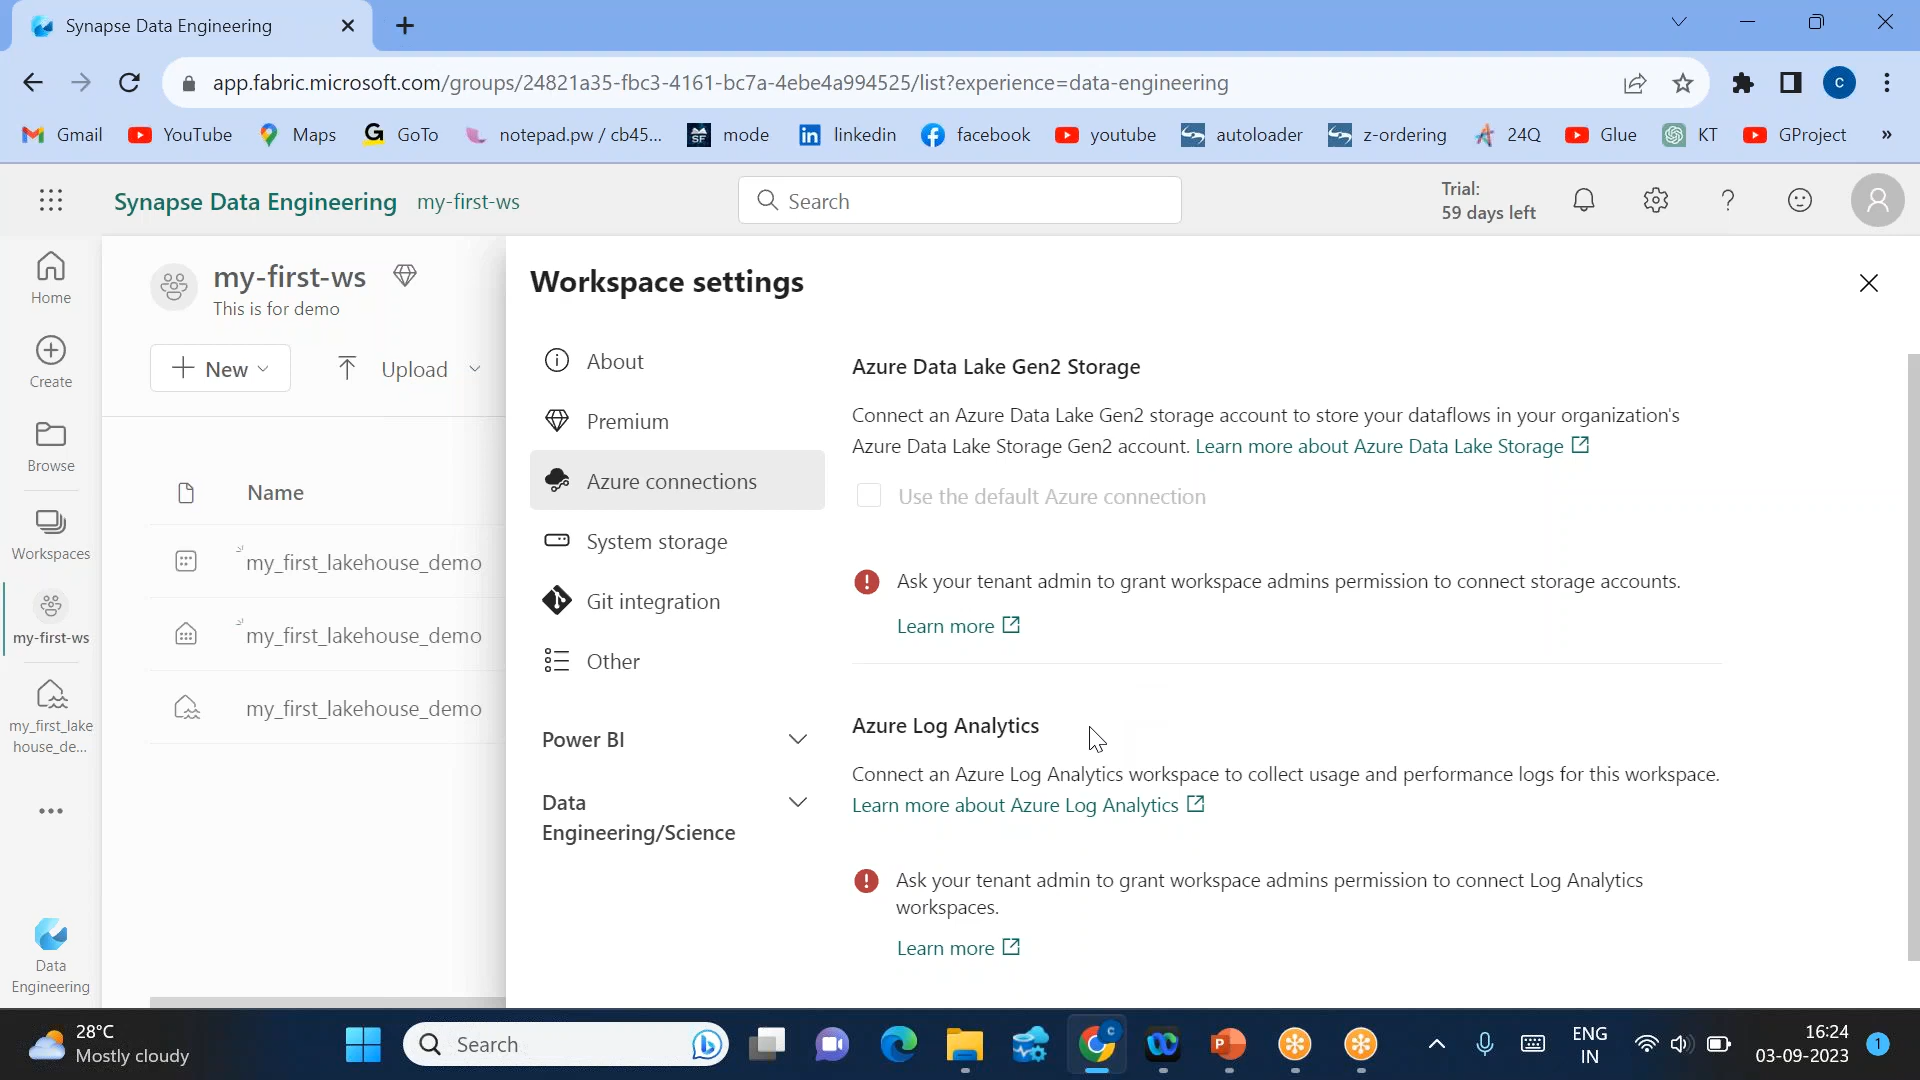 Synapse Data Engineering
app.fabric.microsoft.com/groups/24821a35-fbc3-4161-bc7a-4ebe4a994525/list?experience=data-engineering
C
Gmail
YouTube
Maps
GoTo
notepad.pw / cb45...
mode
linkedin
facebook
youtube
autoloader
z-ordering
24Q
Glue
KT
GProject
»
Synapse Data Engineering
my-first-ws
Search
Trial:
59 days left
Home
Create
Browse
Workspaces
my-first-ws
my_first_lake
house_de...
Data
Engineering
my-first-ws
This is for demo
New
Upload
Name
my_first_lakehouse_demo
my_first_lakehouse_demo
my_first_lakehouse_demo
Workspace settings
About
Premium
Azure connections
System storage
Git integration
Other
Power BI
Data
Engineering/Science
Azure Data Lake Gen2 Storage
Connect an Azure Data Lake Gen2 storage account to store your dataflows in your organization's
Azure Data Lake Storage Gen2 account. Learn more about Azure Data Lake Storage
Use the default Azure connection
Ask your tenant admin to grant workspace admins permission to connect storage accounts.
Learn more
Azure Log Analytics
Connect an Azure Log Analytics workspace to collect usage and performance logs for this workspace.
Learn more about Azure Log Analytics
Ask your tenant admin to grant workspace admins permission to connect Log Analytics
workspaces.
Learn more
28°C
Mostly cloudy
Search
ENG
IN
16:24
03-09-2023
1